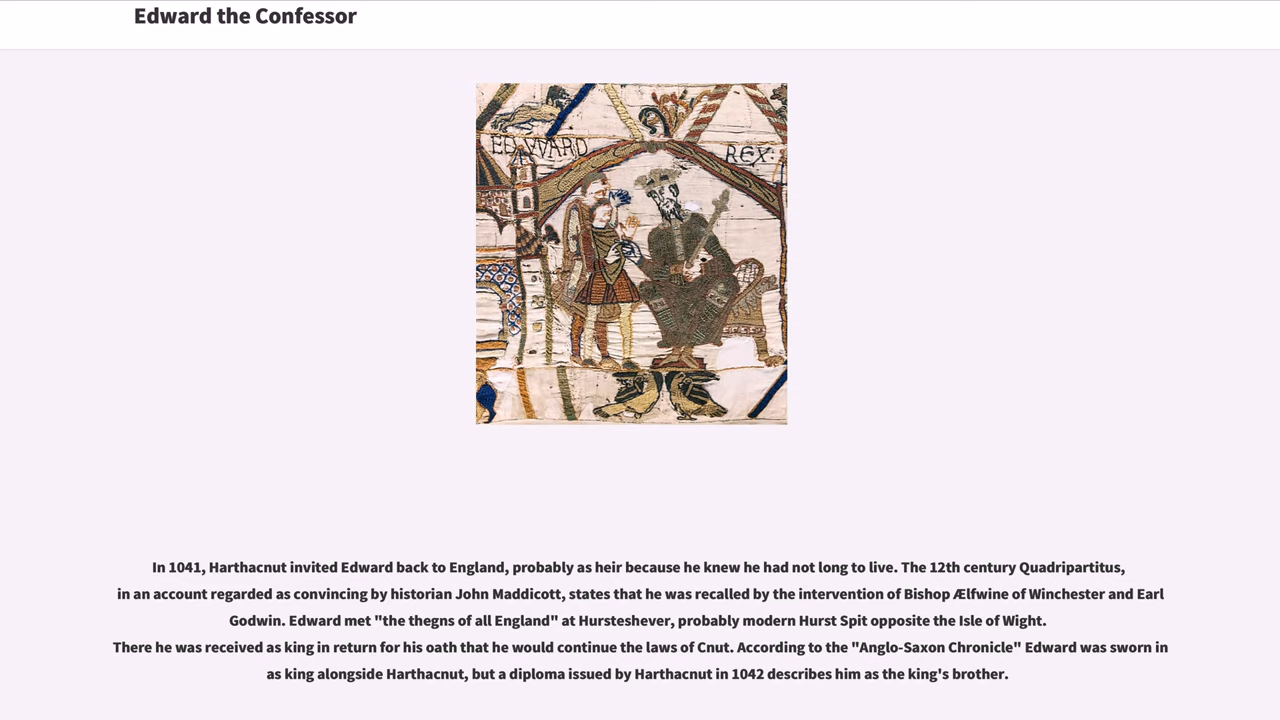 Edward the Confessor
EDWARD REX:
In 1041, Harthacnut invited Edward back to England, probably as heir because he knew he had not long to live. The 12th century Quadripartitus,
in an account regarded as convincing by historian John Maddicott, states that he was recalled by the intervention of Bishop Ælfwine of Winchester and Earl
Godwin. Edward met "the thegns of all England" at Hursteshever, probably modern Hurst Spit opposite the Isle of Wight.
There he was received as king in return for his oath that he would continue the laws of Cnut. According to the "Anglo-Saxon Chronicle" Edward was sworn in
as king alongside Harthacnut, but a diploma issued by Harthacnut in 1042 describes him as the king's brother.